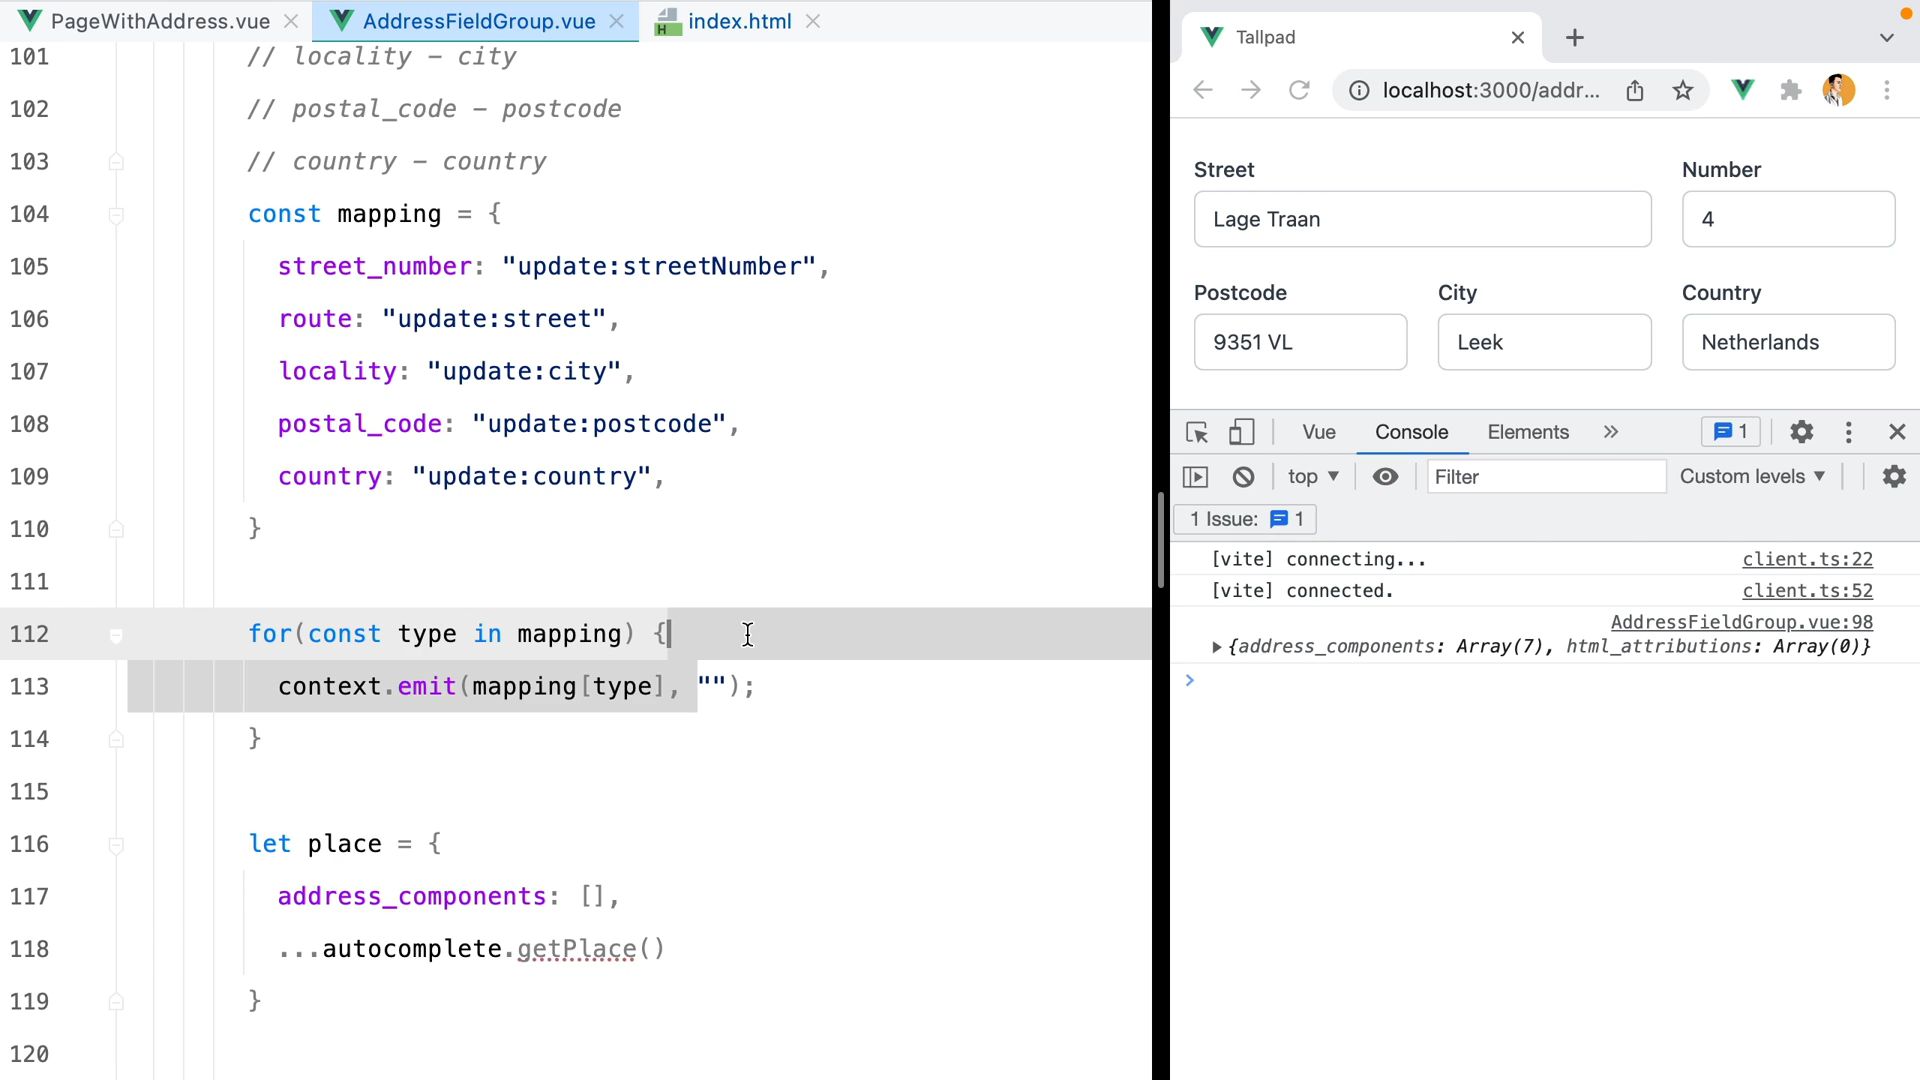 PageWithAddress.vue
AddressFieldGroup.vue
index.html
101 // locality – city
102 // postal_code – postcode
103 // country – country
104 const mapping = {
105 street_number: "update:streetNumber",
106 route: "update:street",
107 locality: "update:city",
108 postal_code: "update:postcode",
109 country: "update:country",
110 }
111
112 for(const type in mapping) {
113 context.emit(mapping[type], "");
114 }
115
116 let place = {
117 address_components: [],
118 ...autocomplete.getPlace()
119 }
120
Tallpad
localhost:3000/addr...
Street
Number
Lage Traan
4
Postcode
City
Country
9351 VL
Leek
Netherlands
Vue
Console
Elements
1
top
Filter
Custom levels
1 Issue: 1
[vite] connecting... client.ts:22
[vite] connected. client.ts:52
AddressFieldGroup.vue:98
{address_components: Array(7), html_attributions: Array(0)}